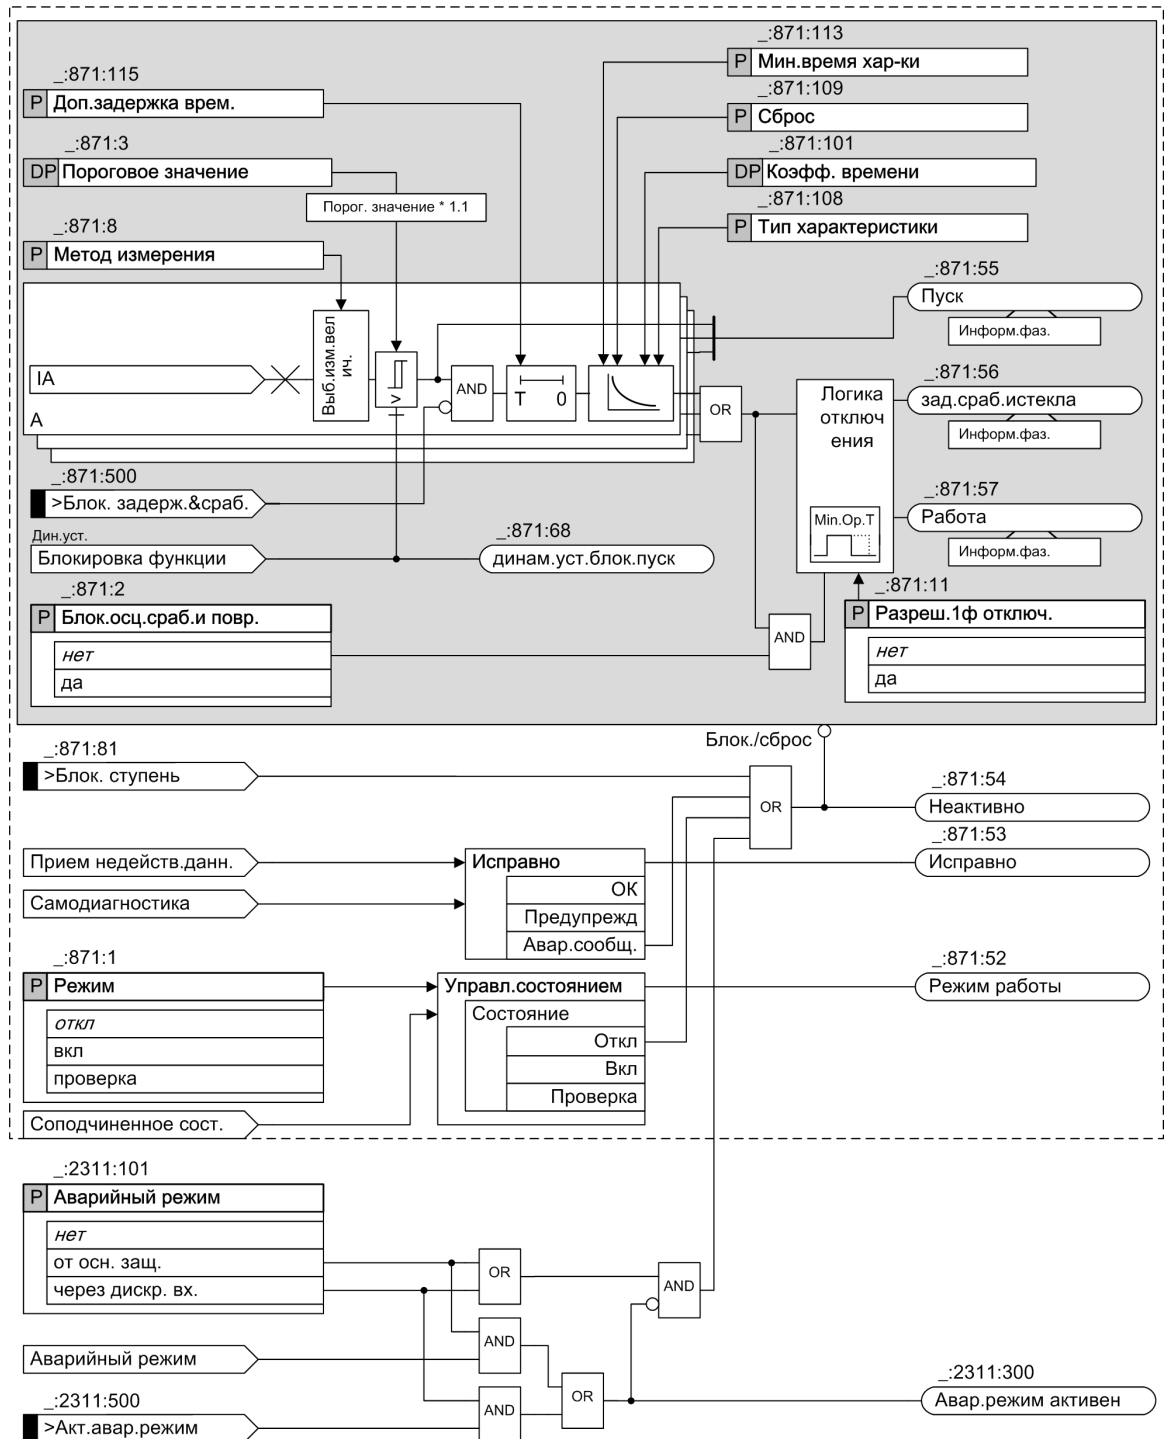 _:871:113
P Мин.время хар-ки
_:871:115
P Доп.задержка врем.
_:871:109
P Сброс
_:871:3
DP Пороговое значение
_:871:101
DP Коэфф. времени
Порог. значение * 1.1
_:871:8
P Метод измерения
_:871:108
P Тип характеристики
_:871:55
Пуск
Информ.фаз.
IA
Выб.изм.вел
ич.
>
AND
T 0
A
OR
Логика
отключ
ения
Min.Op.T
_:871:56
зад.сраб.истекла
Информ.фаз.
_:871:500
>Блок. задерж.&сраб.
_:871:57
Работа
Информ.фаз.
Дин.уст.
Блокировка функции
_:871:68
динам.уст.блок.пуск
_:871:2
P Блок.осц.сраб.и повр.
нет
да
AND
_:871:11
P Разреш.1ф отключ.
нет
да
Блок./сброс
_:871:81
>Блок. ступень
OR
_:871:54
Неактивно
_:871:53
Исправно
Прием недейств.данн.
Самодиагностика
Исправно
ОК
Предупрежд
Авар.сообщ.
_:871:1
P Режим
откл
вкл
проверка
Управл.состоянием
Состояние
Откл
Вкл
Проверка
_:871:52
Режим работы
Соподчиненное сост.
_:2311:101
P Аварийный режим
нет
от осн. защ.
через дискр. вх.
OR
AND
Аварийный режим
AND
_:2311:500
>Акт.авар.режим
AND
OR
_:2311:300
Авар.режим активен